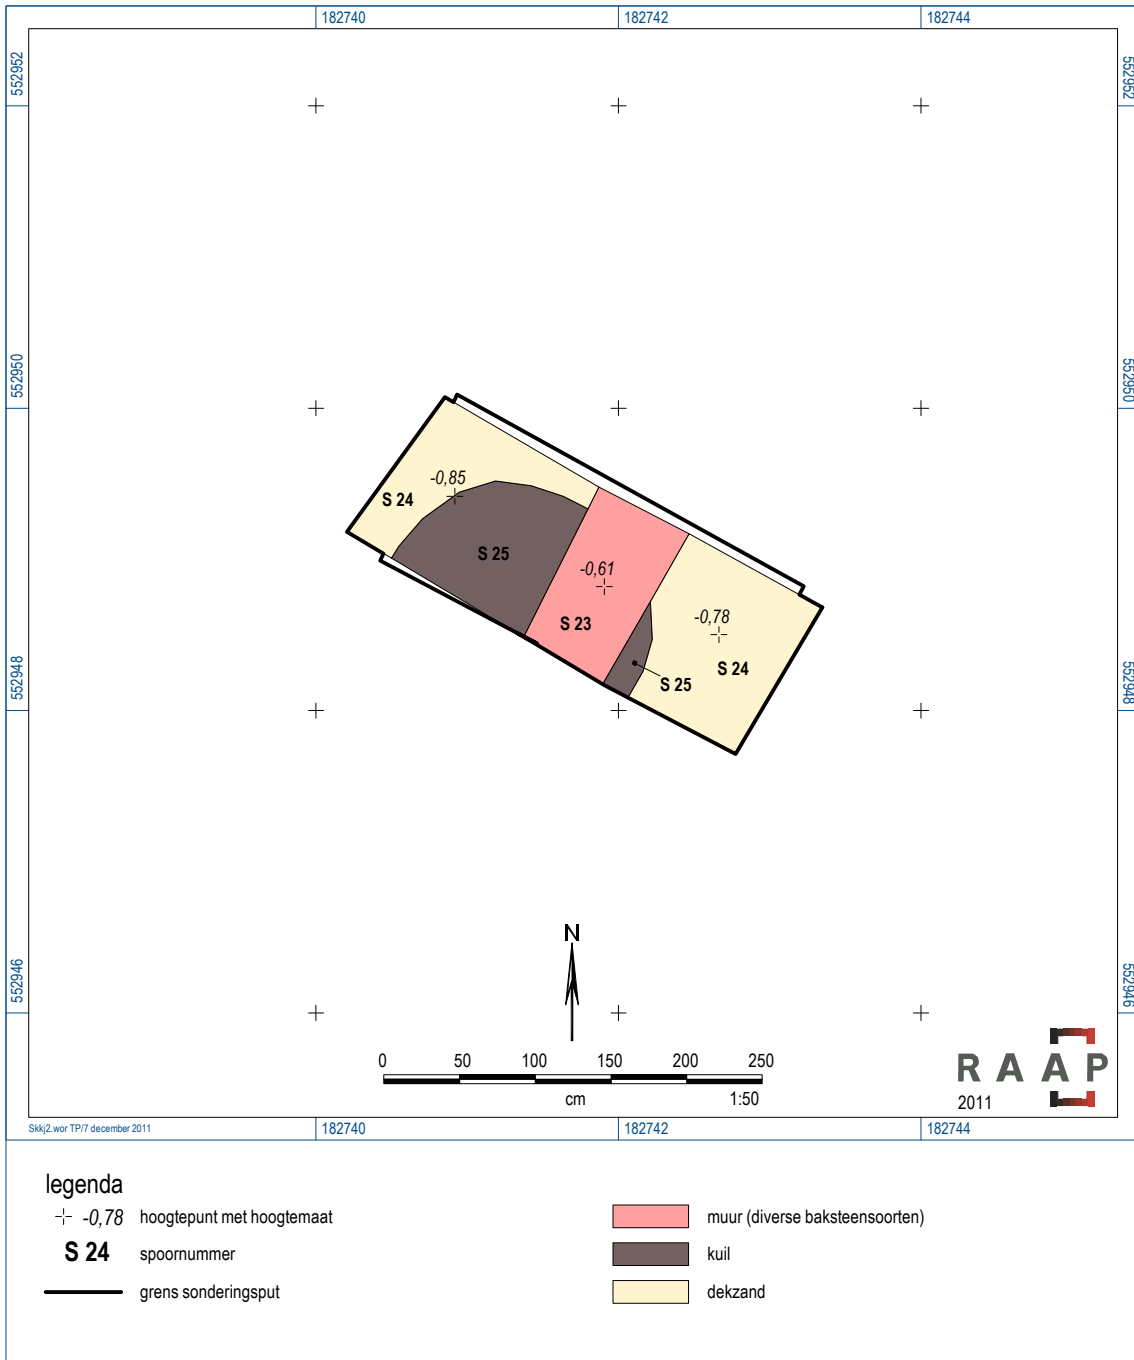 182740
182742
182744
552952
552952
552950
552950
-0,85
S 24
S 25
-0,61
S 23
-0,78
S 24
S 25
552948
552948
N
552946
552946
0 50 100 150 200 250
cm 1:50
RAAP
2011
Skkj2.wor TP/7 december 2011
182740
182742
182744
legenda
-0,78 hoogtepunt met hoogtemaat
S 24 spoornummer
grens sonderingsput
muur (diverse baksteensoorten)
kuil
dekzand